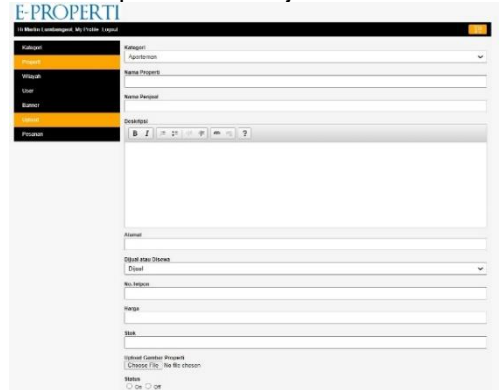 E-PROPERTI
Hi Martin Lumbangaol, My Profile Logout
Kategori
Properti
Wilayah
User
Banner
Pesanan
Kategori
Apartemen
Nama Properti
Nama Penjual
Deskripsi
B I ?
Alamat
Dijual atau Disewa
Dijual
No. telpon
Harga
Stok
Upload Gambar Properti
Choose File No file chosen
Status
On Off